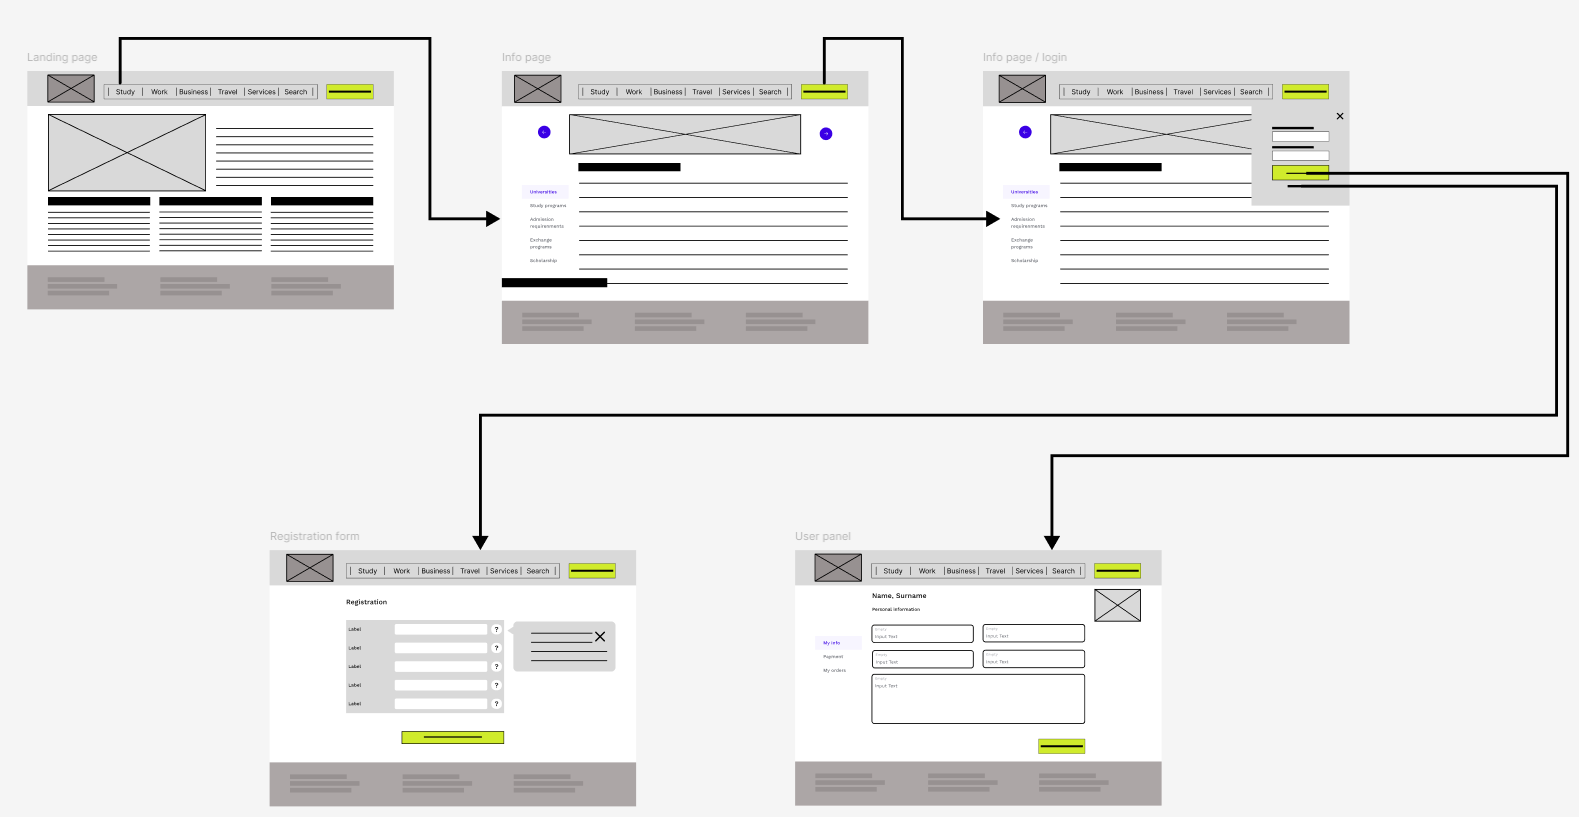 Landing page
Study | Work | Business | Travel | Services | Search
Info page
Study | Work | Business | Travel | Services | Search
←
→
Universities
Study programs
Admission
requirenments
Exchange
programs
Scholarship
Info page / login
Study | Work | Business | Travel | Services | Search
←
Universities
Study programs
Admission
requirenments
Exchange
programs
Scholarship
Registration form
Study | Work | Business | Travel | Services | Search
Registration
Label ?
Label ?
Label ?
Label ?
Label ?
User panel
Study | Work | Business | Travel | Services | Search
Name, Surname
Personal information
My info
Payment
My orders
Input Text
Input Text
Input Text
Input Text
Input Text